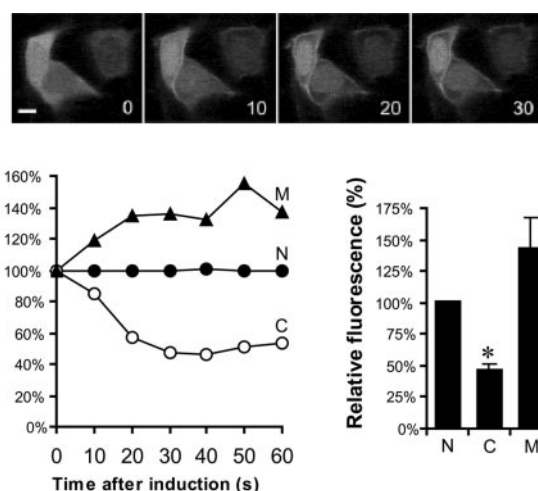 0 10 20 30
160%
140%
120%
100%
80%
60%
40%
20%
0%
M
N
C
0 10 20 30 40 50 60
Time after induction (s)
Relative fluorescence (%)
175%
150%
125%
100%
75%
50%
25%
0%
*
N C M